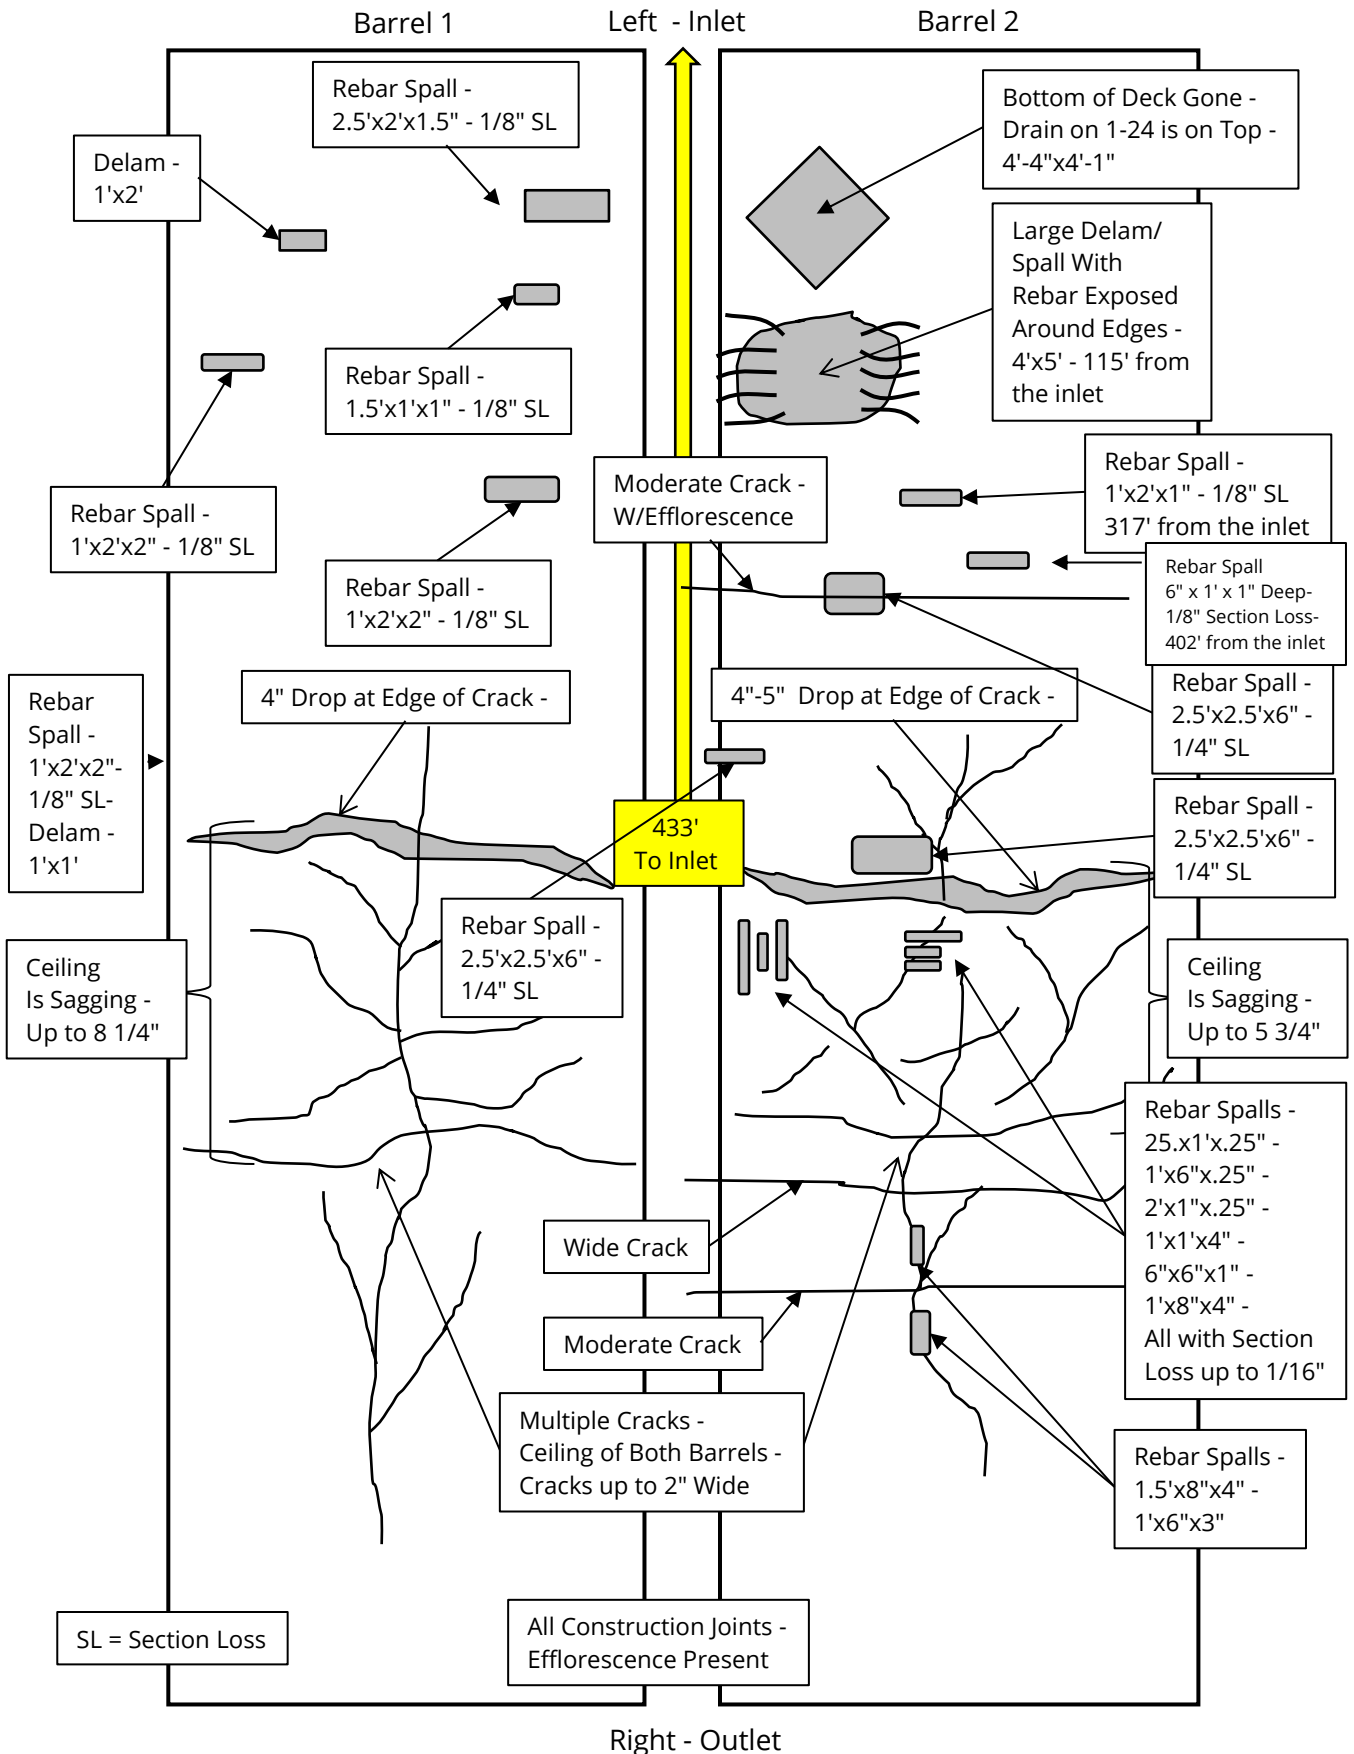 Barrel 1
Left - Inlet
Barrel 2
Rebar Spall -
2.5'x2'x1.5" - 1/8" SL
Delam -
1'x2'
Bottom of Deck Gone -
Drain on 1-24 is on Top -
4'-4"x4'-1"
Large Delam/
Spall With
Rebar Exposed
Around Edges -
4'x5' - 115' from
the inlet
Rebar Spall -
1.5'x1'x1" - 1/8" SL
Rebar Spall -
1'x2'x2" - 1/8" SL
Moderate Crack -
W/Efflorescence
Rebar Spall -
1'x2'x1" - 1/8" SL
317' from the inlet
Rebar Spall -
1'x2'x2" - 1/8" SL
Rebar Spall
6" x 1' x 1" Deep-
1/8" Section Loss-
402' from the inlet
Rebar
Spall -
1'x2'x2"-
1/8" SL-
Delam -
1'x1'
4" Drop at Edge of Crack -
4"-5" Drop at Edge of Crack -
Rebar Spall -
2.5'x2.5'x6" -
1/4" SL
433'
To Inlet
Rebar Spall -
2.5'x2.5'x6" -
1/4" SL
Rebar Spall -
2.5'x2.5'x6" -
1/4" SL
Ceiling
Is Sagging -
Up to 8 1/4"
Ceiling
Is Sagging -
Up to 5 3/4"
Rebar Spalls -
25.x1'x.25" -
1'x6"x.25" -
2'x1"x.25" -
1'x1'x4" -
6"x6"x1" -
1'x8"x4" -
All with Section
Loss up to 1/16"
Wide Crack
Moderate Crack
Multiple Cracks -
Ceiling of Both Barrels -
Cracks up to 2" Wide
Rebar Spalls -
1.5'x8"x4" -
1'x6"x3"
SL = Section Loss
All Construction Joints -
Efflorescence Present
Right - Outlet